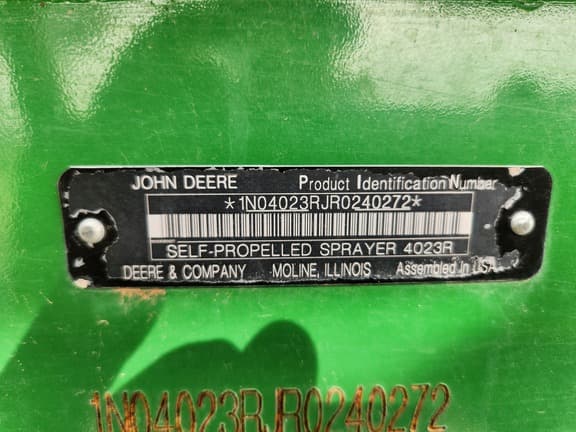 JOHN DEERE Product Identification Number
*1N04023RJR0240272*
SELF-PROPELLED SPRAYER 4023R
DEERE & COMPANY MOLINE, ILLINOIS Assembled in USA
1N04023RJR0240272